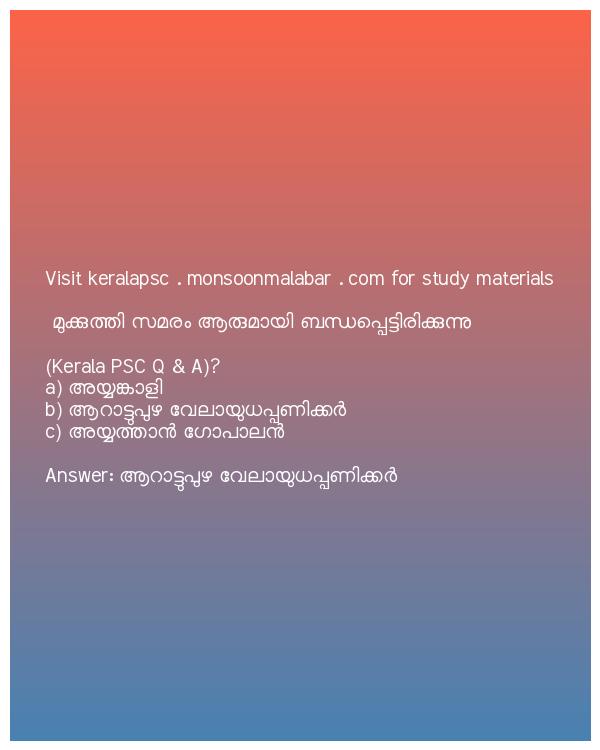 Visit keralapsc . monsoonmalabar . com for study materials
മുക്കുത്തി സമരം ആരുമായി ബന്ധപ്പെട്ടിരിക്കുന്നു
(Kerala PSC Q & A)?
a) അയ്യങ്കാളി
b) ആറാട്ടുപുഴ വേലായുധപ്പണിക്കർ
c) അയ്യത്താൻ ഗോപാലൻ
Answer: ആറാട്ടുപുഴ വേലായുധപ്പണിക്കർ